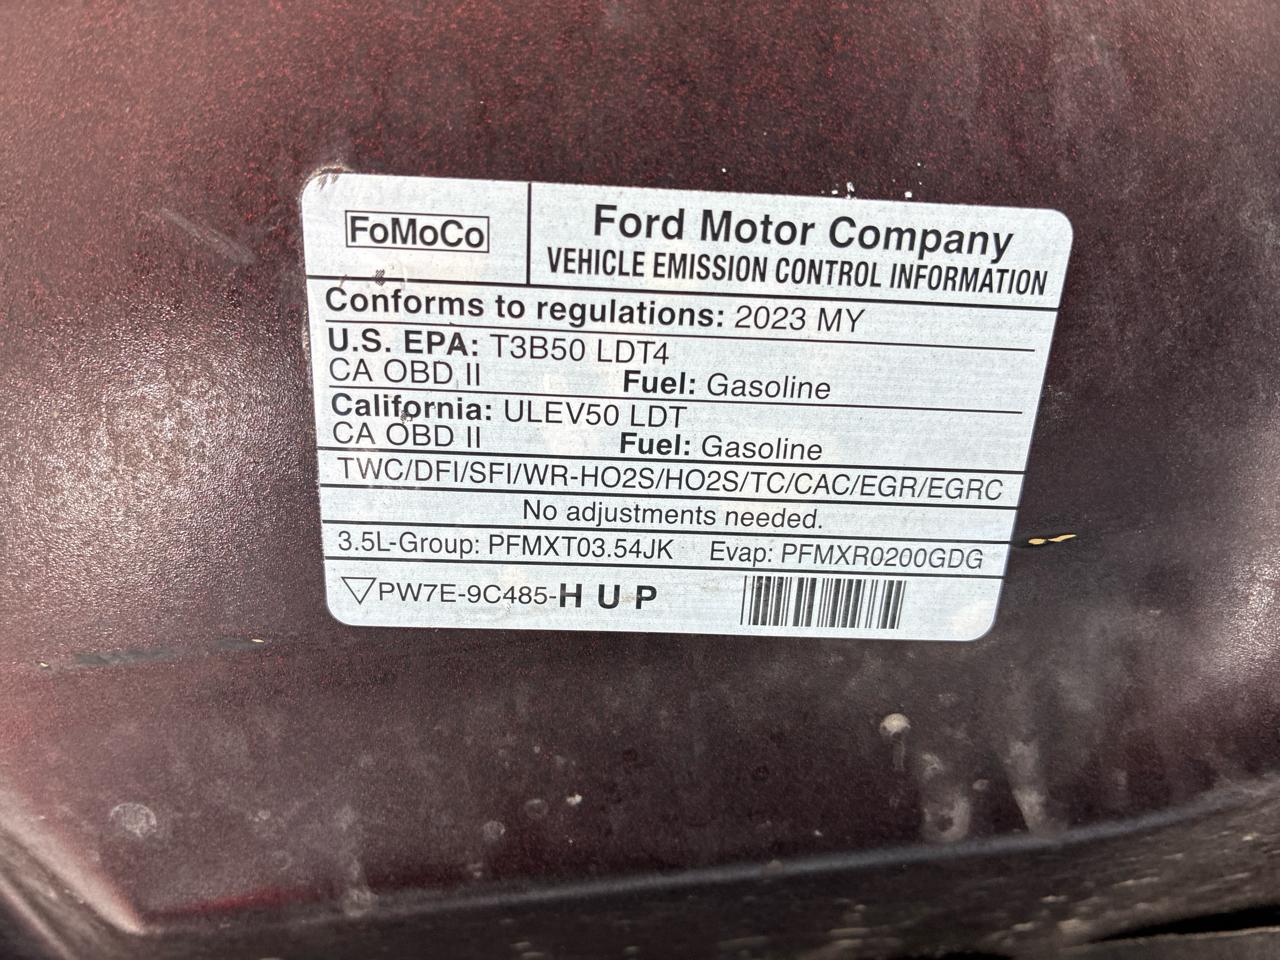 FoMoCo
Ford Motor Company
VEHICLE EMISSION CONTROL INFORMATION
Conforms to regulations: 2023 MY
U.S. EPA: T3B50 LDT4
CA OBD II Fuel: Gasoline
California: ULEV50 LDT
CA OBD II Fuel: Gasoline
TWC/DFI/SFI/WR-HO2S/HO2S/TC/CAC/EGR/EGRC
No adjustments needed.
3.5L-Group: PFMXT03.54JK Evap: PFMXR0200GDG
PW7E-9C485-H U P